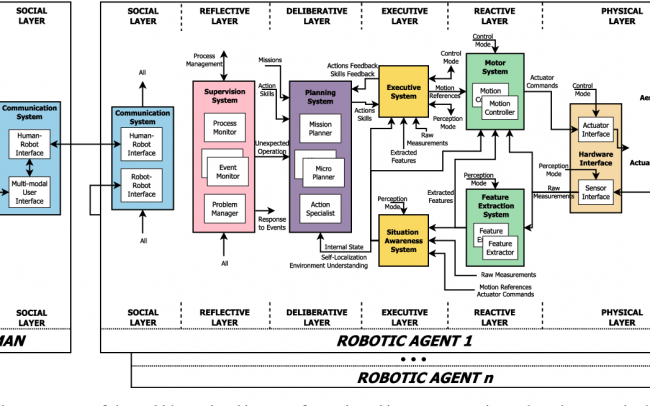 SOCIAL
LAYER
SOCIAL
LAYER
REFLECTIVE
LAYER
DELIBERATIVE
LAYER
EXECUTIVE
LAYER
REACTIVE
LAYER
PHYSICAL
LAYER
Communication
System
Human-
Robot
Interface
Multi-modal
User
Interface
All
Communication
System
Human-
Robot
Interface
Robot-
Robot
Interface
All
Process
Management
Supervision
System
Process
Monitor
Event
Monitor
Problem
Manager
All
Missions
Action
Skills
Unexpected
Operation
Response
to Events
Planning
System
Mission
Planner
Micro
Planner
Action
Specialist
Internal State
Self-Localization
Environment Understanding
Actions Feedback
Skills Feedback
Actions
Skills
Executive
System
Control
Mode
Motion
References
Perception
Mode
Raw
Measurements
Extracted
Features
Perception
Mode
Situation
Awareness
System
Control
Mode
Motor
System
Motion
Motion
Controller
Actuator
Commands
Extracted
Features
Perception
Mode
Feature
Extraction
System
Feature
Feature
Extractor
Raw Measurements
Motion References
Actuator Commands
Control
Mode
Actuator
Interface
Hardware
Interface
Perception
Mode
Sensor
Interface
Raw
Measurements
SOCIAL
LAYER
SOCIAL
LAYER
REFLECTIVE
LAYER
DELIBERATIVE
LAYER
EXECUTIVE
LAYER
REACTIVE
LAYER
PHYSICAL
LAYER
ROBOTIC AGENT 1
ROBOTIC AGENT n